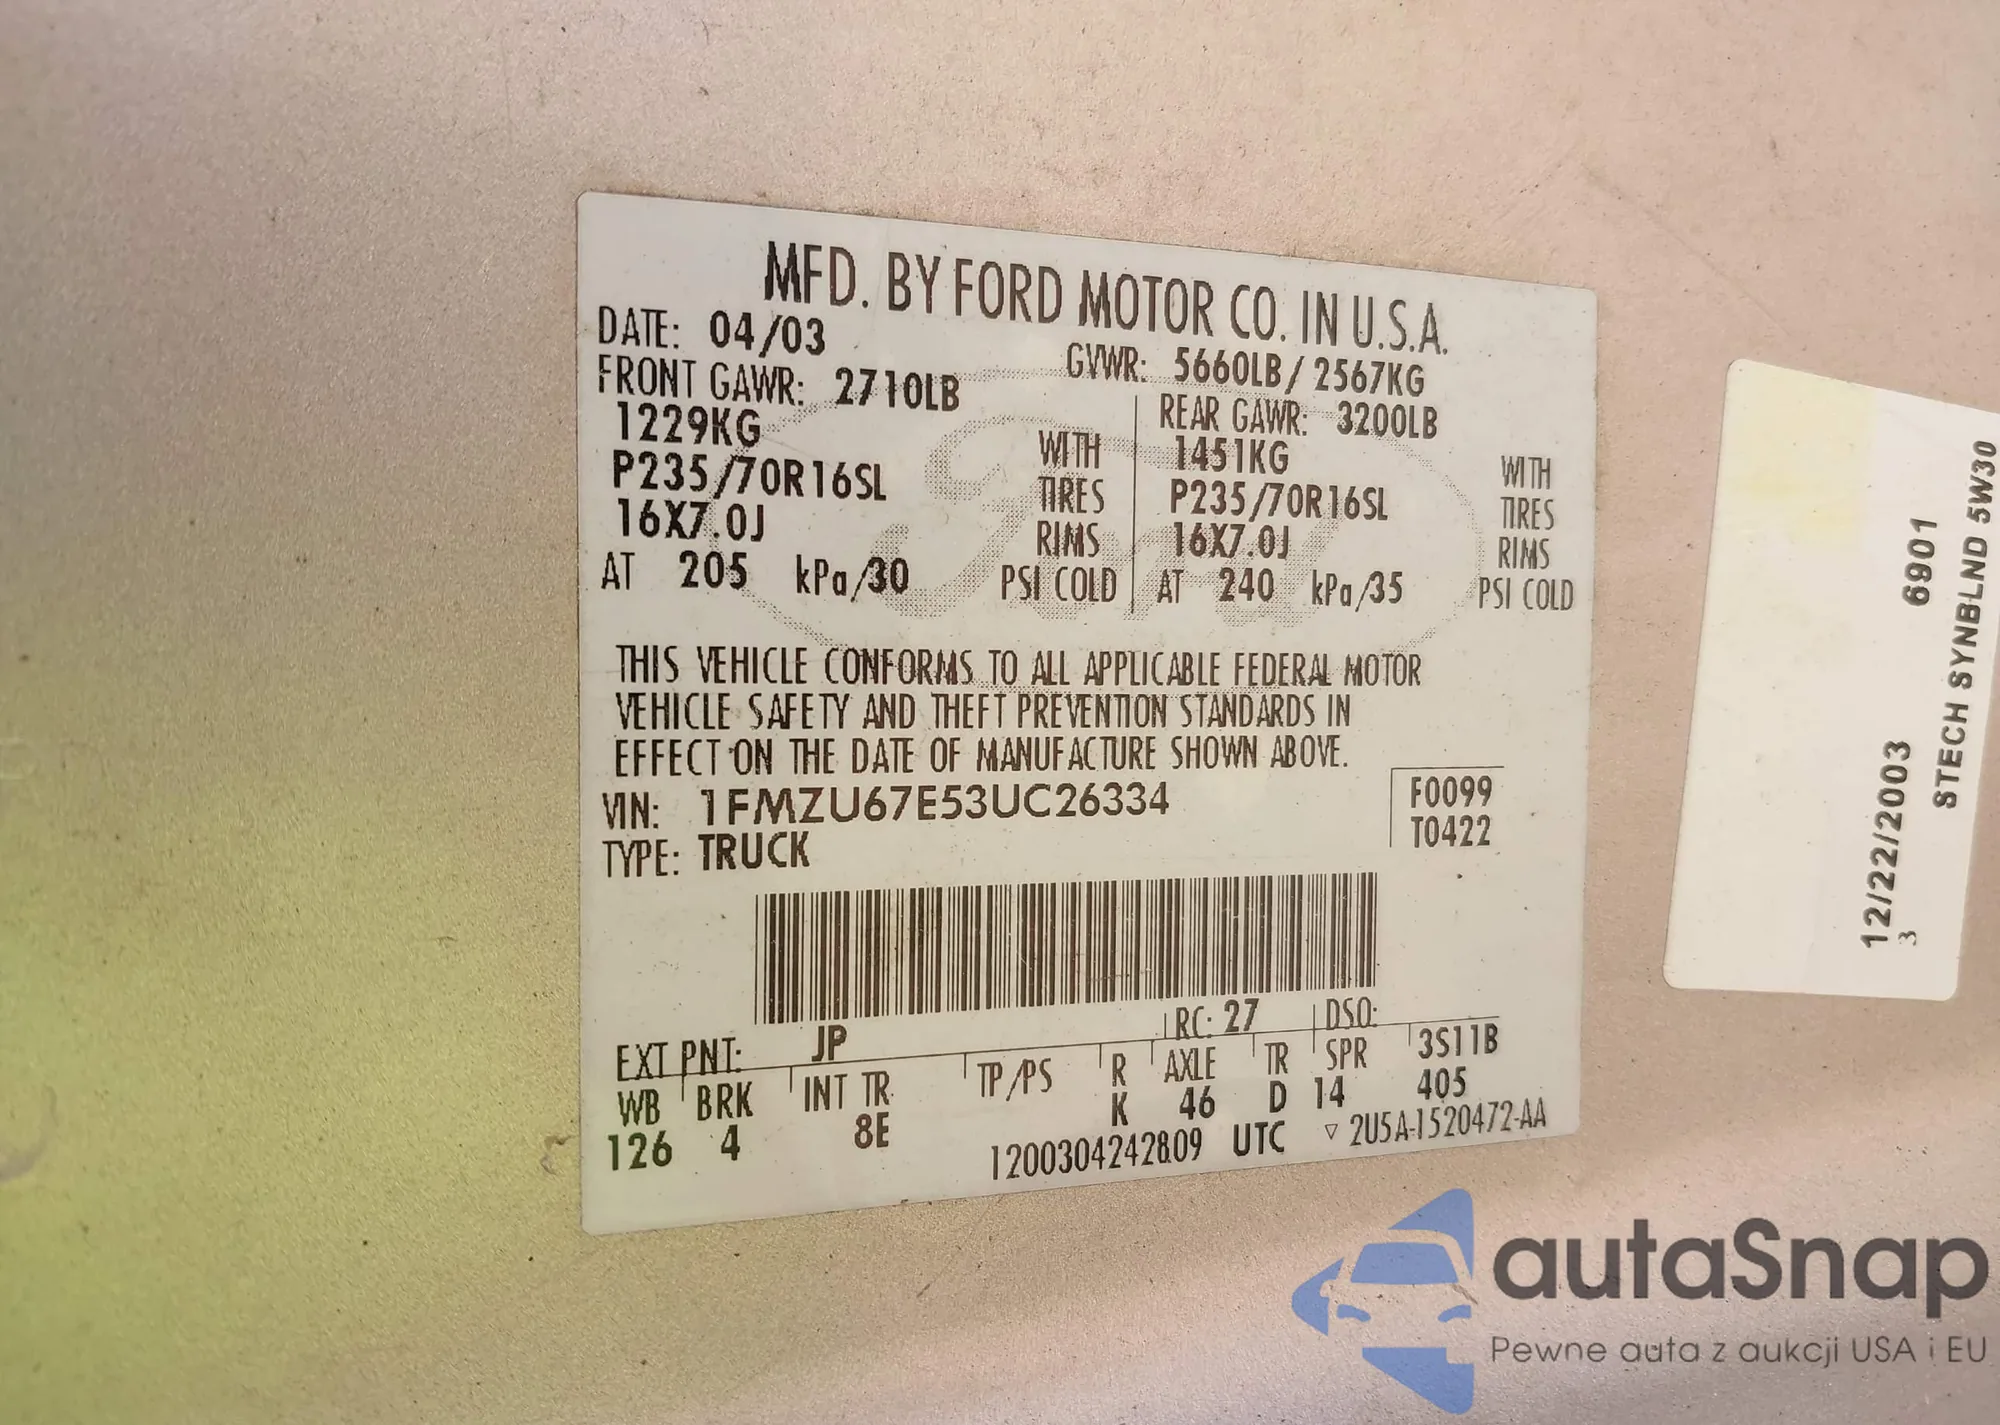 MFD. BY FORD MOTOR CO. IN U.S.A.
DATE: 04/03
GVWR: 5660LB / 2567KG
FRONT GAWR: 2710LB
REAR GAWR: 3200LB
1229KG WITH
1451KG WITH
P235/70R16SL TIRES
P235/70R16SL TIRES
16X7.0J RIMS
16X7.0J RIMS
AT 205 kPa/30 PSI COLD
AT 240 kPa/35 PSI COLD
THIS VEHICLE CONFORMS TO ALL APPLICABLE FEDERAL MOTOR
VEHICLE SAFETY AND THEFT PREVENTION STANDARDS IN
EFFECT ON THE DATE OF MANUFACTURE SHOWN ABOVE.
VIN: 1FMZU67E53UC26334
TYPE: TRUCK
F0099
T0422
EXT PNT: JP RC: 27 DSO:
WB BRK INT TR TP/PS R AXLE TR SPR 3S11B
126 4 8E K 46 D 14 405
12003042428​09 UTC ▽ 2U5A-1520472-AA
12/22/2003 6901
3
STECH SYNBLND 5W30
autaSnap
Pewne auta z aukcji USA i EU